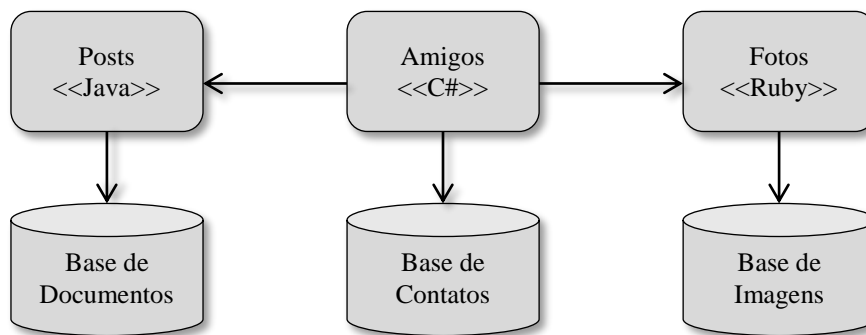 Posts
<<Java>>
Amigos
<<C#>>
Fotos
<<Ruby>>
Base de
Documentos
Base de
Contatos
Base de
Imagens